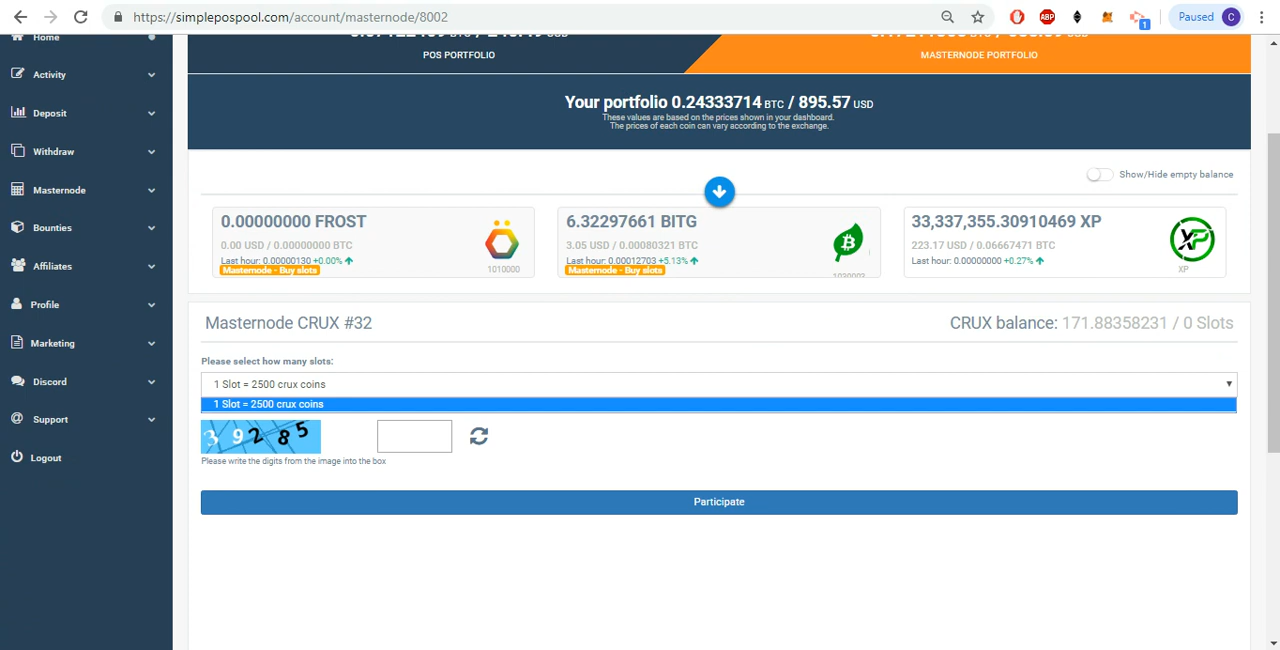 https://simplepospool.com/account/masternode/8002
ABP
1
Paused
C
Home
Activity
Deposit
Withdraw
Masternode
Bounties
Affiliates
Profile
Marketing
Discord
Support
Logout
POS PORTFOLIO
MASTERNODE PORTFOLIO
Your portfolio 0.24333714 BTC / 895.57 USD
These values are based on the prices shown in your dashboard.
The prices of each coin can vary according to the exchange.
Show/Hide empty balance
0.00000000 FROST
0.00 USD / 0.00000000 BTC
Last hour: 0.00000130 +0.00%
Masternode - Buy slots
1010000
6.32297661 BITG
3.05 USD / 0.00080321 BTC
Last hour: 0.00012703 +5.13%
Masternode - Buy slots
33,337,355.30910469 XP
223.17 USD / 0.06667471 BTC
Last hour: 0.00000000 +0.27%
XP
XP
Masternode CRUX #32
CRUX balance: 171.88358231 / 0 Slots
Please select how many slots:
1 Slot = 2500 crux coins
1 Slot = 2500 crux coins
39285
Please write the digits from the image into the box
Participate